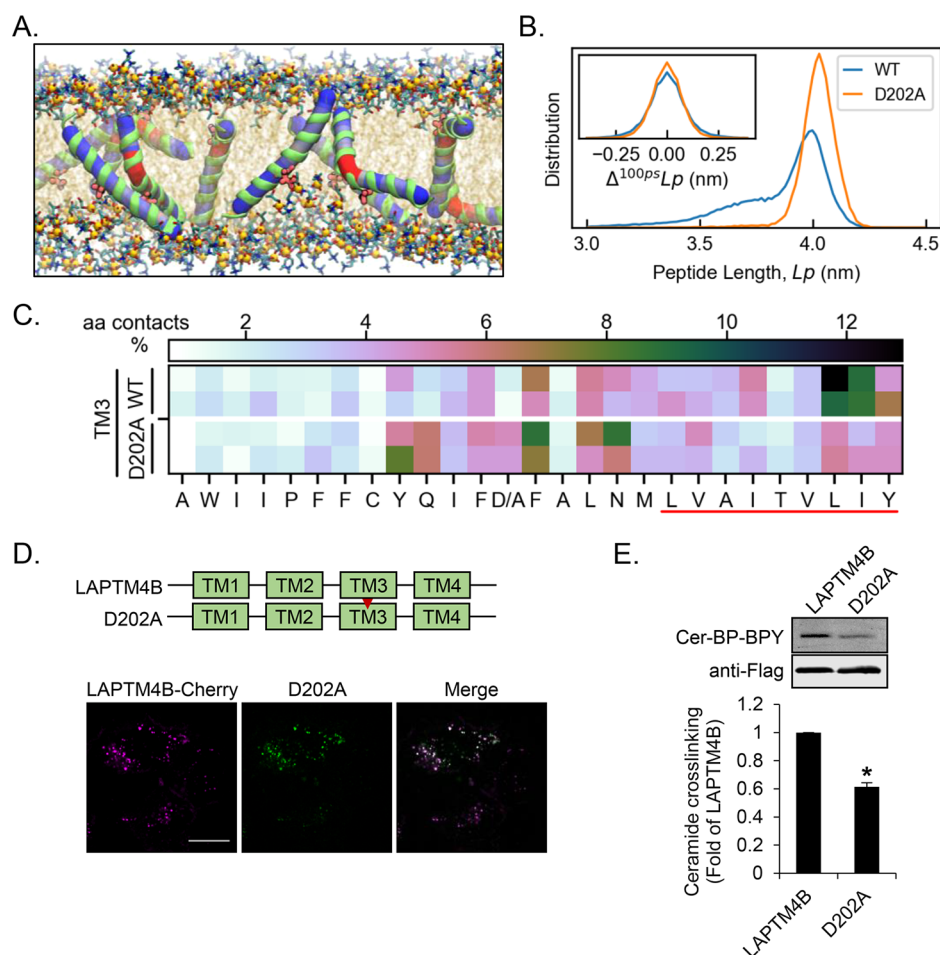 A.
B.
Distribution
WT
D202A
−0.25 0.00 0.25
Δ¹⁰⁰ᵖˢLp (nm)
3.0 3.5 4.0 4.5
Peptide Length, Lp (nm)
C.
aa contacts
%
2 4 6 8 10 12
TM3
WT
D202A
A W I I P F F C Y Q I F D/A F A L N M L V A I T V L I Y
D.
LAPTM4B TM1 TM2 TM3 TM4
D202A TM1 TM2 TM3 TM4
LAPTM4B-Cherry D202A Merge
E.
LAPTM4B D202A
Cer-BP-BPY
anti-Flag
Ceramide crosslinking
(Fold of LAPTM4B)
1.2
1
0.8
0.6
0.4
0.2
0
*
LAPTM4B D202A